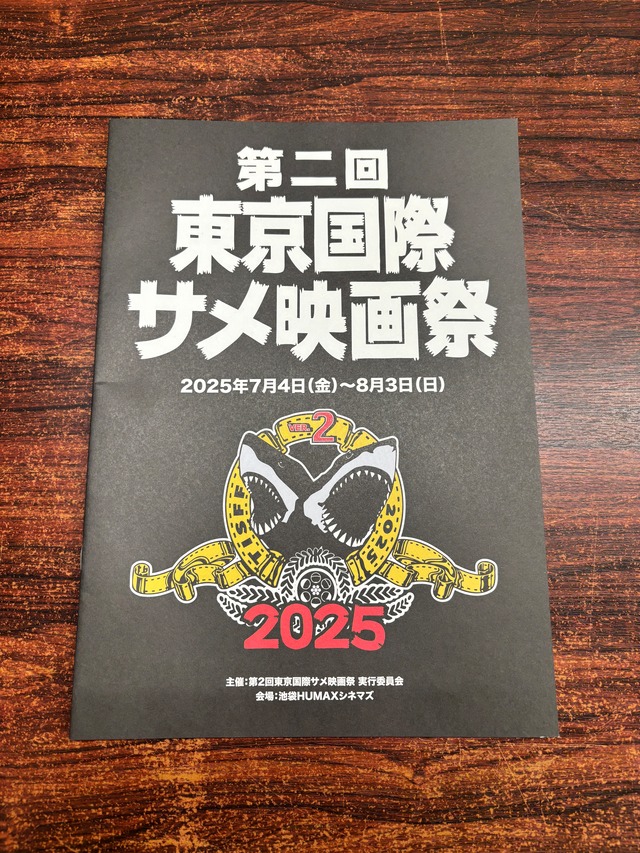 第二回
東京国際
サメ映画祭
2025年7月4日(金)~8月3日(日)
VER. 2
TISFF 2025
2025
主催:第2回東京国際サメ映画祭 実行委員会
会場:池袋HUMAXシネマズ